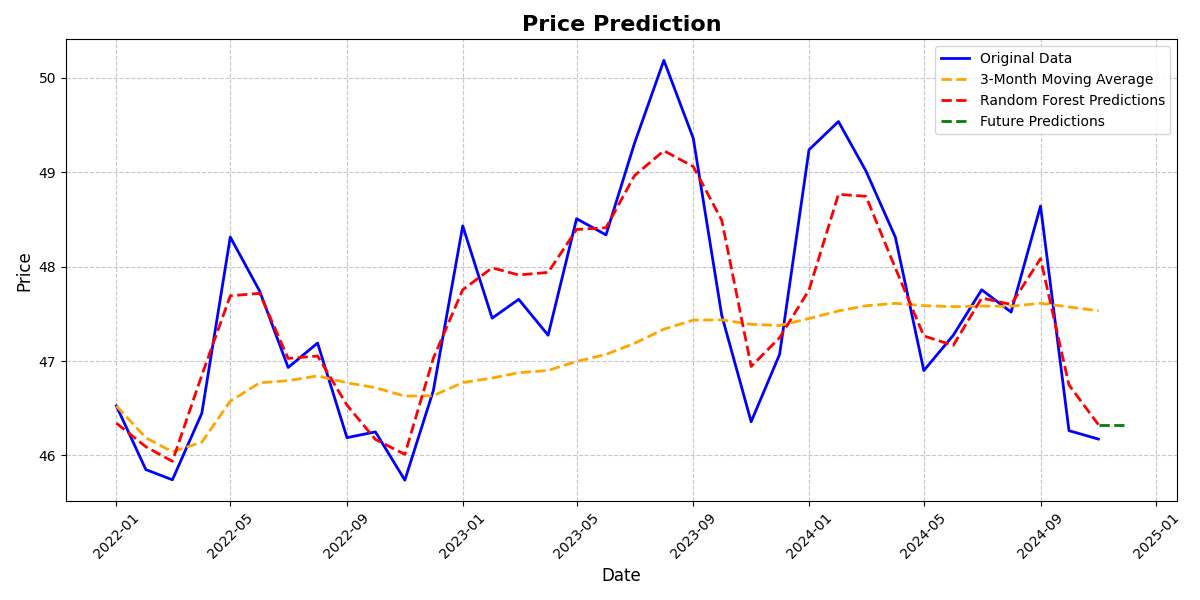 Price Prediction
Original Data
3-Month Moving Average
Random Forest Predictions
Future Predictions
Price
50
49
48
47
46
2022-01
2022-05
2022-09
2023-01
2023-05
2023-09
2024-01
2024-05
2024-09
2025-01
Date